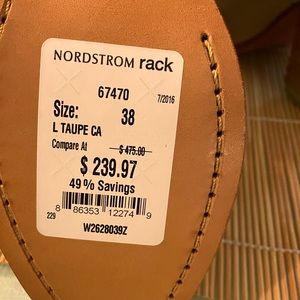 NORDSTROM rack
67470 7/2016
Size: 38
L TAUPE CA
Compare At $ 475.00
$ 239.97
49% Savings
8 86353 12274 9
229
W2628039Z